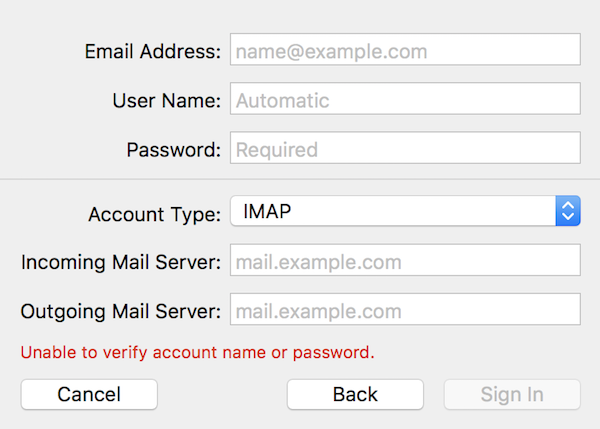 Email Address: name@example.com
User Name: Automatic
Password: Required
Account Type: IMAP
Incoming Mail Server: mail.example.com
Outgoing Mail Server: mail.example.com
Unable to verify account name or password.
Cancel Back Sign In